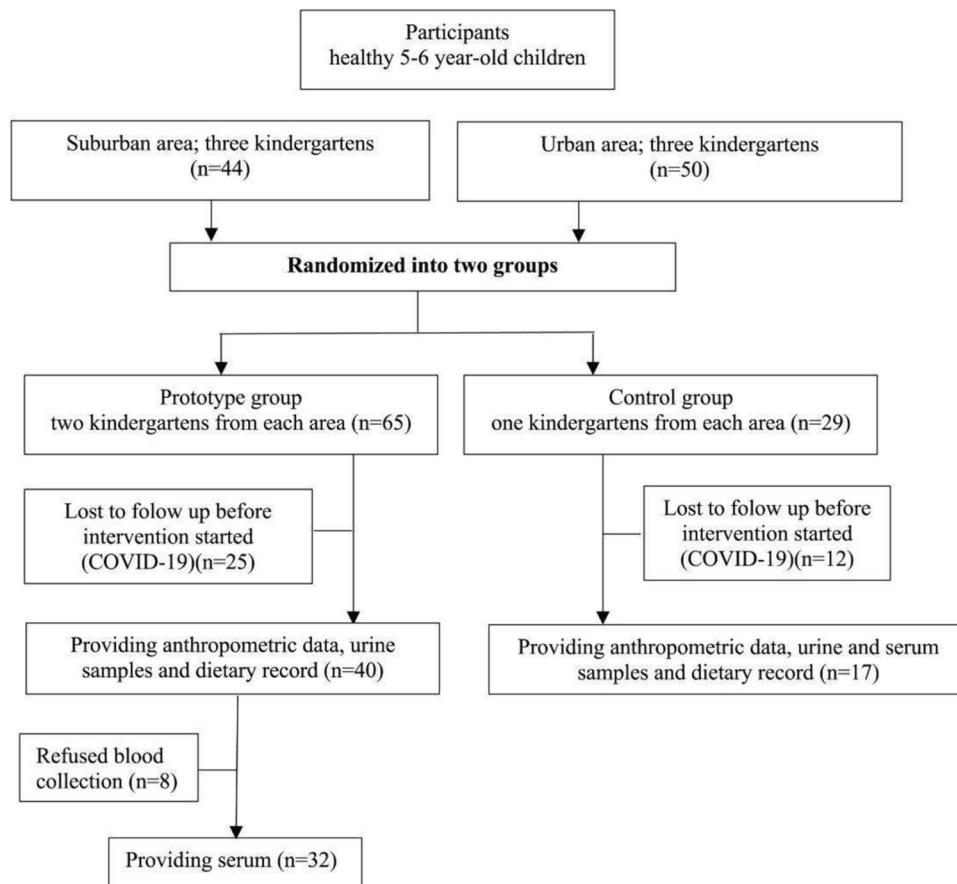 Participants
healthy 5-6 year-old children
Suburban area; three kindergartens
(n=44)
Urban area; three kindergartens
(n=50)
Randomized into two groups
Prototype group
two kindergartens from each area (n=65)
Control group
one kindergartens from each area (n=29)
Lost to folow up before
intervention started
(COVID-19)(n=25)
Lost to folow up before
intervention started
(COVID-19)(n=12)
Providing anthropometric data, urine
samples and dietary record (n=40)
Providing anthropometric data, urine and serum
samples and dietary record (n=17)
Refused blood
collection (n=8)
Providing serum (n=32)